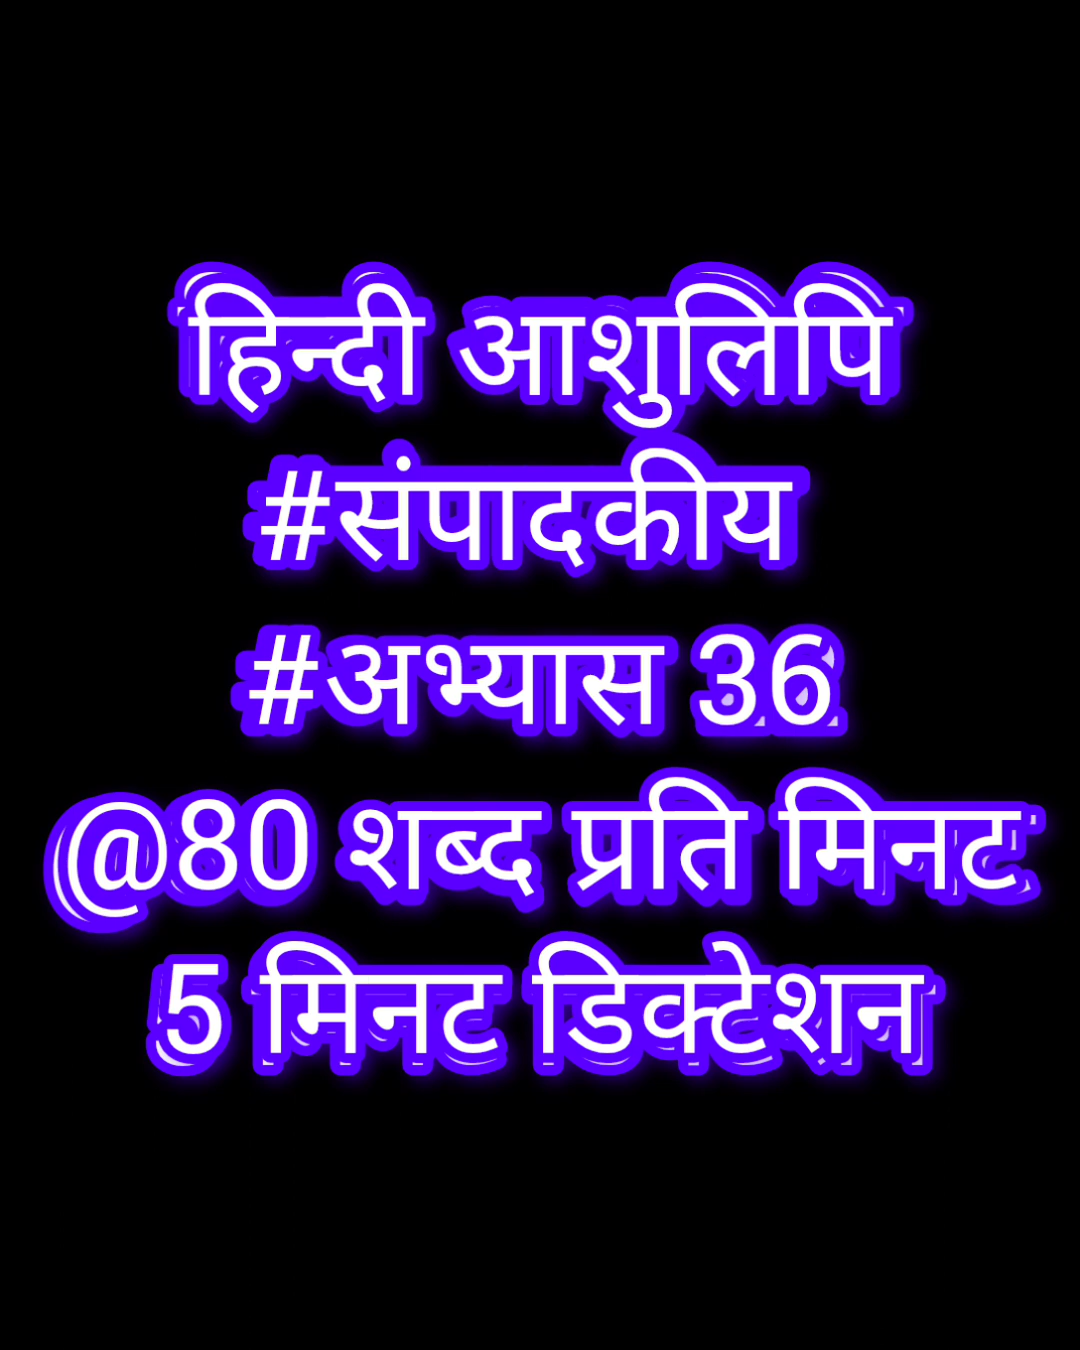 हिन्दी आशुलिपि
#संपादकीय
#अभ्यास 36
@80 शब्द प्रति मिनट
5 मिनट डिक्टेशन